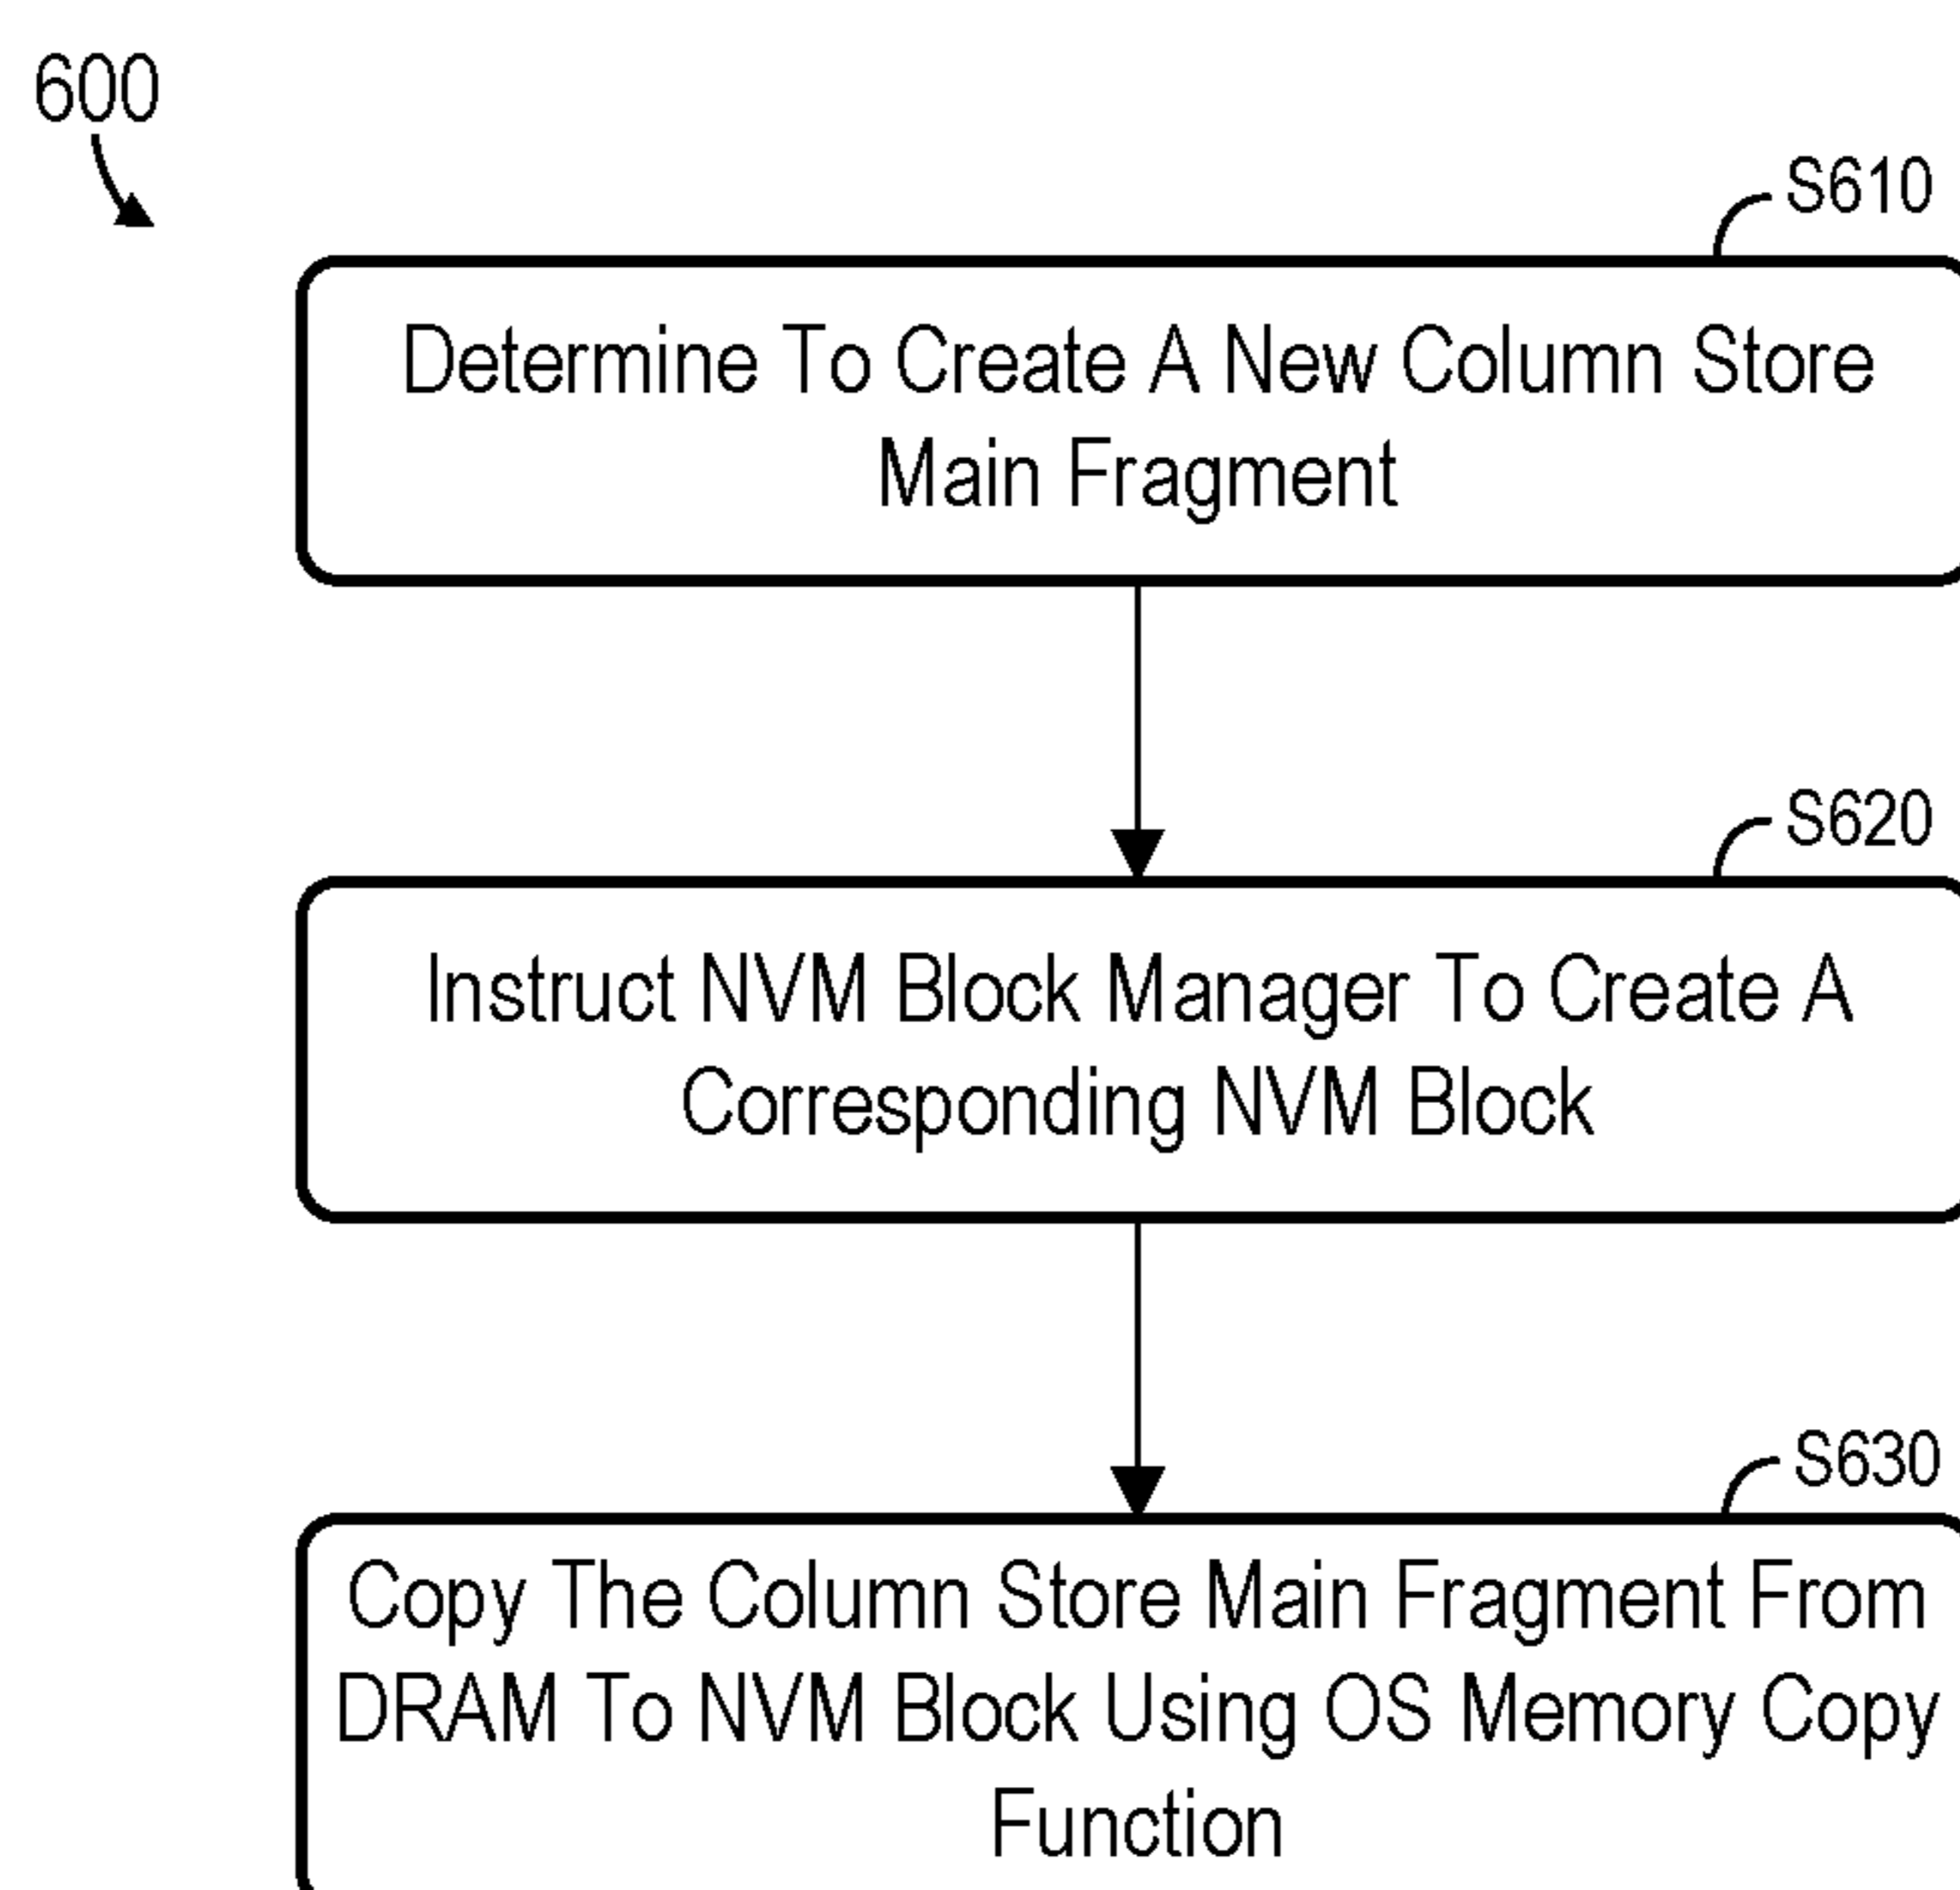 600
S610
Determine To Create A New Column Store
Main Fragment
S620
Instruct NVM Block Manager To Create A
Corresponding NVM Block
S630
Copy The Column Store Main Fragment From
DRAM To NVM Block Using OS Memory Copy
Function